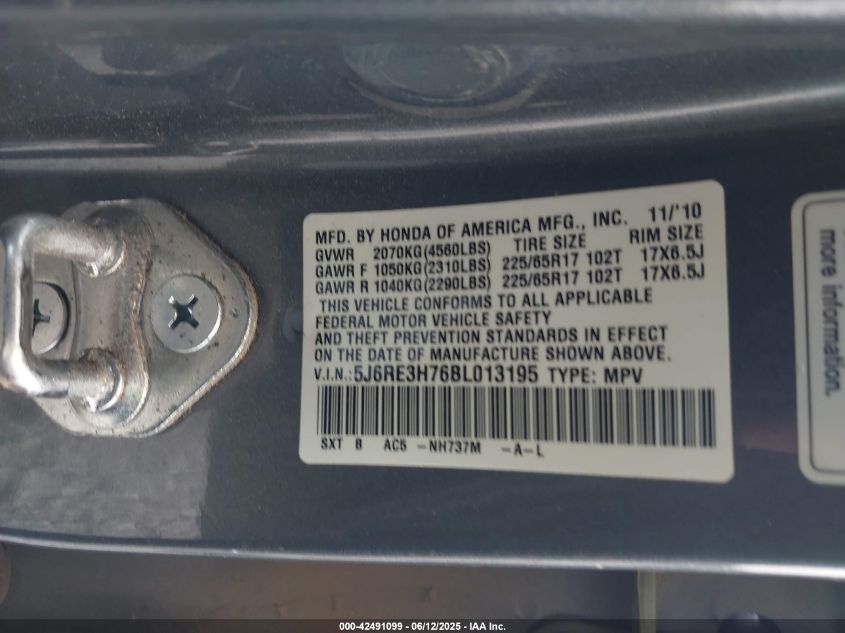 MFD. BY HONDA OF AMERICA MFG., INC. 11/'10
GVWR 2070KG(4560LBS) TIRE SIZE RIM SIZE
GAWR F 1050KG(2310LBS) 225/65R17 102T 17X6.5J
GAWR R 1040KG(2290LBS) 225/65R17 102T 17X6.5J
THIS VEHICLE CONFORMS TO ALL APPLICABLE
FEDERAL MOTOR VEHICLE SAFETY
AND THEFT PREVENTION STANDARDS IN EFFECT
ON THE DATE OF MANUFACTURE SHOWN ABOVE.
V.I.N.:5J6RE3H76BL013195 TYPE: MPV
SXT B AC5 -NH737M -A-L
more information.
000-42491099 - 06/12/2025 - IAA Inc.